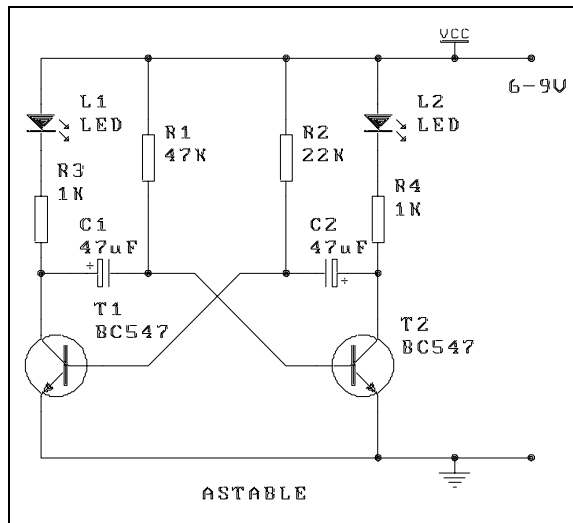 VCC
6-9V
L1
LED
R1
47K
R2
22K
L2
LED
R3
1K
R4
1K
C1
47uF
C2
47uF
+
+
T1
BC547
T2
BC547
ASTABLE